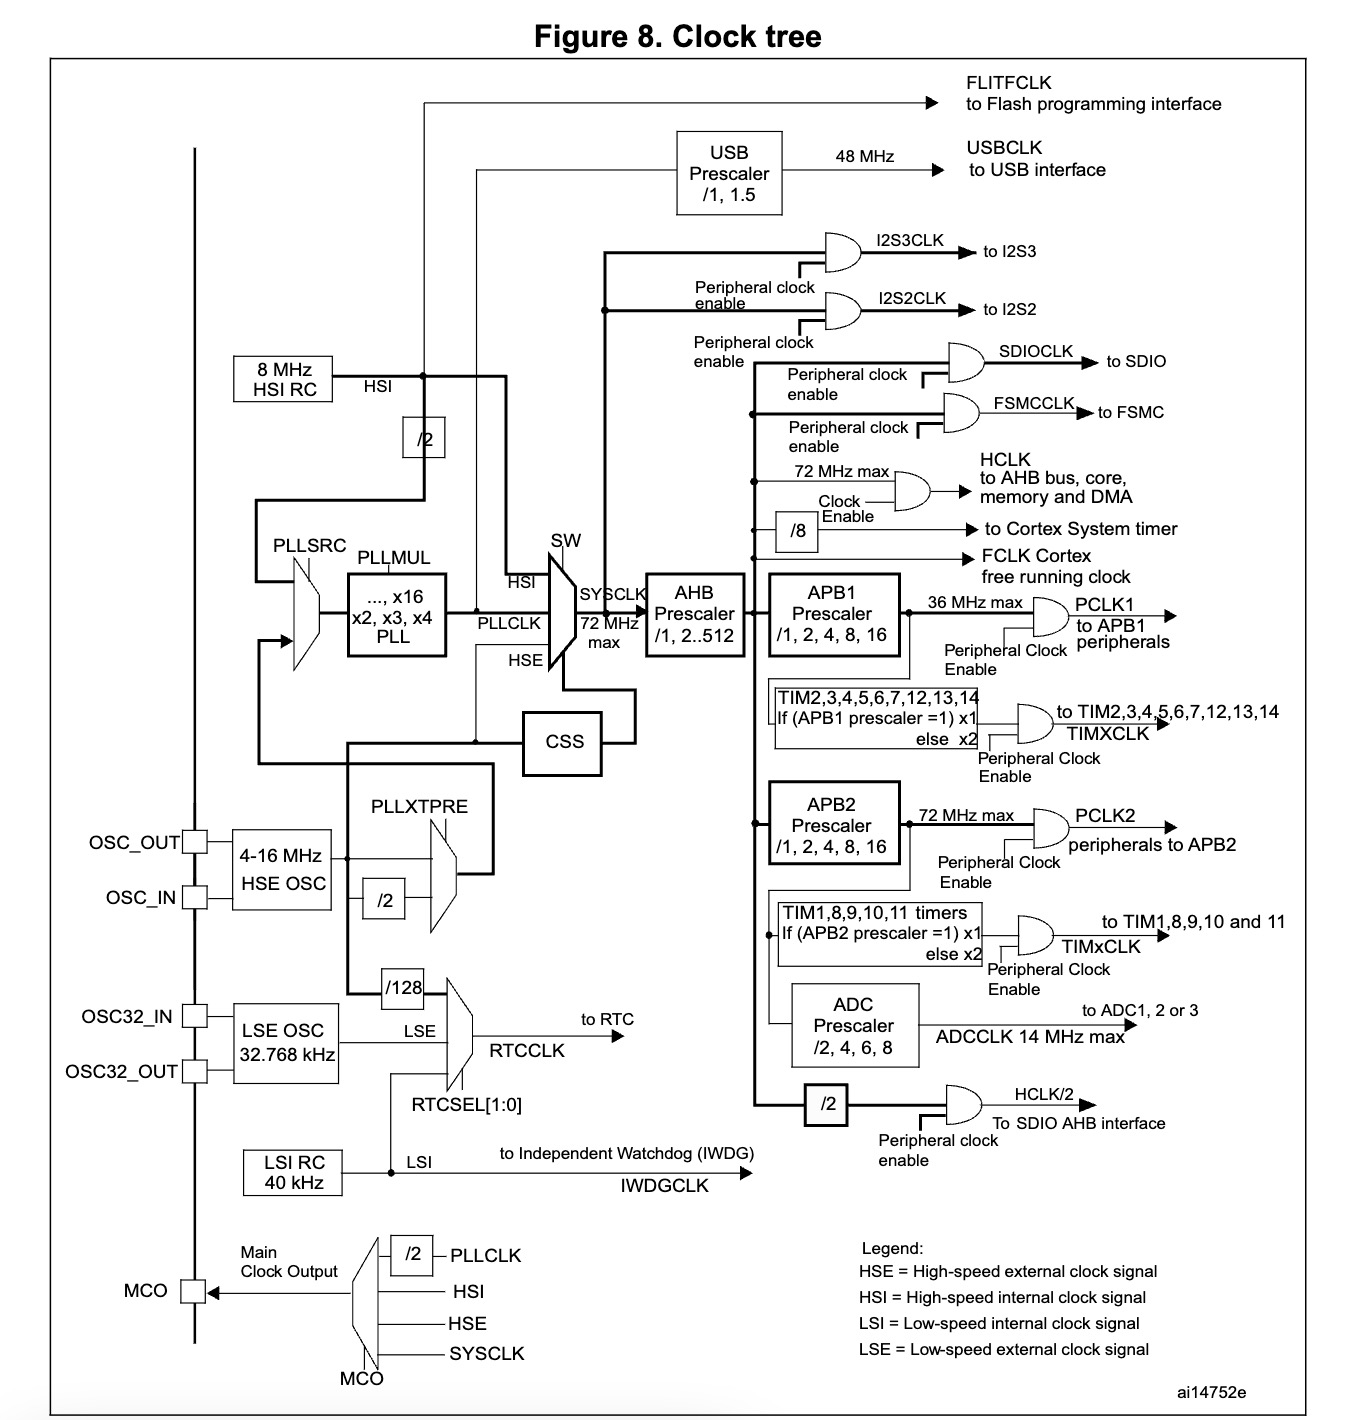 Figure 8. Clock tree
FLITFCLK
to Flash programming interface
USB
Prescaler
/1, 1.5
48 MHz
USBCLK
to USB interface
I2S3CLK
to I2S3
Peripheral clock
enable
I2S2CLK
to I2S2
Peripheral clock
enable
SDIOCLK
to SDIO
Peripheral clock
enable
FSMCCLK
to FSMC
Peripheral clock
enable
8 MHz
HSI RC
HSI
/2
72 MHz max
Clock
Enable
HCLK
to AHB bus, core,
memory and DMA
/8
to Cortex System timer
FCLK Cortex
free running clock
PLLSRC
PLLMUL
..., x16
x2, x3, x4
PLL
SW
HSI
PLLCLK
HSE
SYSCLK
72 MHz
max
AHB
Prescaler
/1, 2..512
APB1
Prescaler
/1, 2, 4, 8, 16
36 MHz max
PCLK1
to APB1
peripherals
Peripheral Clock
Enable
TIM2,3,4,5,6,7,12,13,14
If (APB1 prescaler =1) x1
else x2
to TIM2,3,4,5,6,7,12,13,14
TIMXCLK
Peripheral Clock
Enable
CSS
PLLXTPRE
OSC_OUT
OSC_IN
4-16 MHz
HSE OSC
/2
APB2
Prescaler
/1, 2, 4, 8, 16
72 MHz max
PCLK2
peripherals to APB2
Peripheral Clock
Enable
TIM1,8,9,10,11 timers
If (APB2 prescaler =1) x1
else x2
to TIM1,8,9,10 and 11
TIMxCLK
Peripheral Clock
Enable
/128
OSC32_IN
OSC32_OUT
LSE OSC
32.768 kHz
LSE
to RTC
RTCCLK
RTCSEL[1:0]
ADC
Prescaler
/2, 4, 6, 8
to ADC1, 2 or 3
ADCCLK 14 MHz max
/2
HCLK/2
To SDIO AHB interface
Peripheral clock
enable
LSI RC
40 kHz
LSI
to Independent Watchdog (IWDG)
IWDGCLK
MCO
Main
Clock Output
/2
PLLCLK
HSI
HSE
SYSCLK
MCO
Legend:
HSE = High-speed external clock signal
HSI = High-speed internal clock signal
LSI = Low-speed internal clock signal
LSE = Low-speed external clock signal
ai14752e